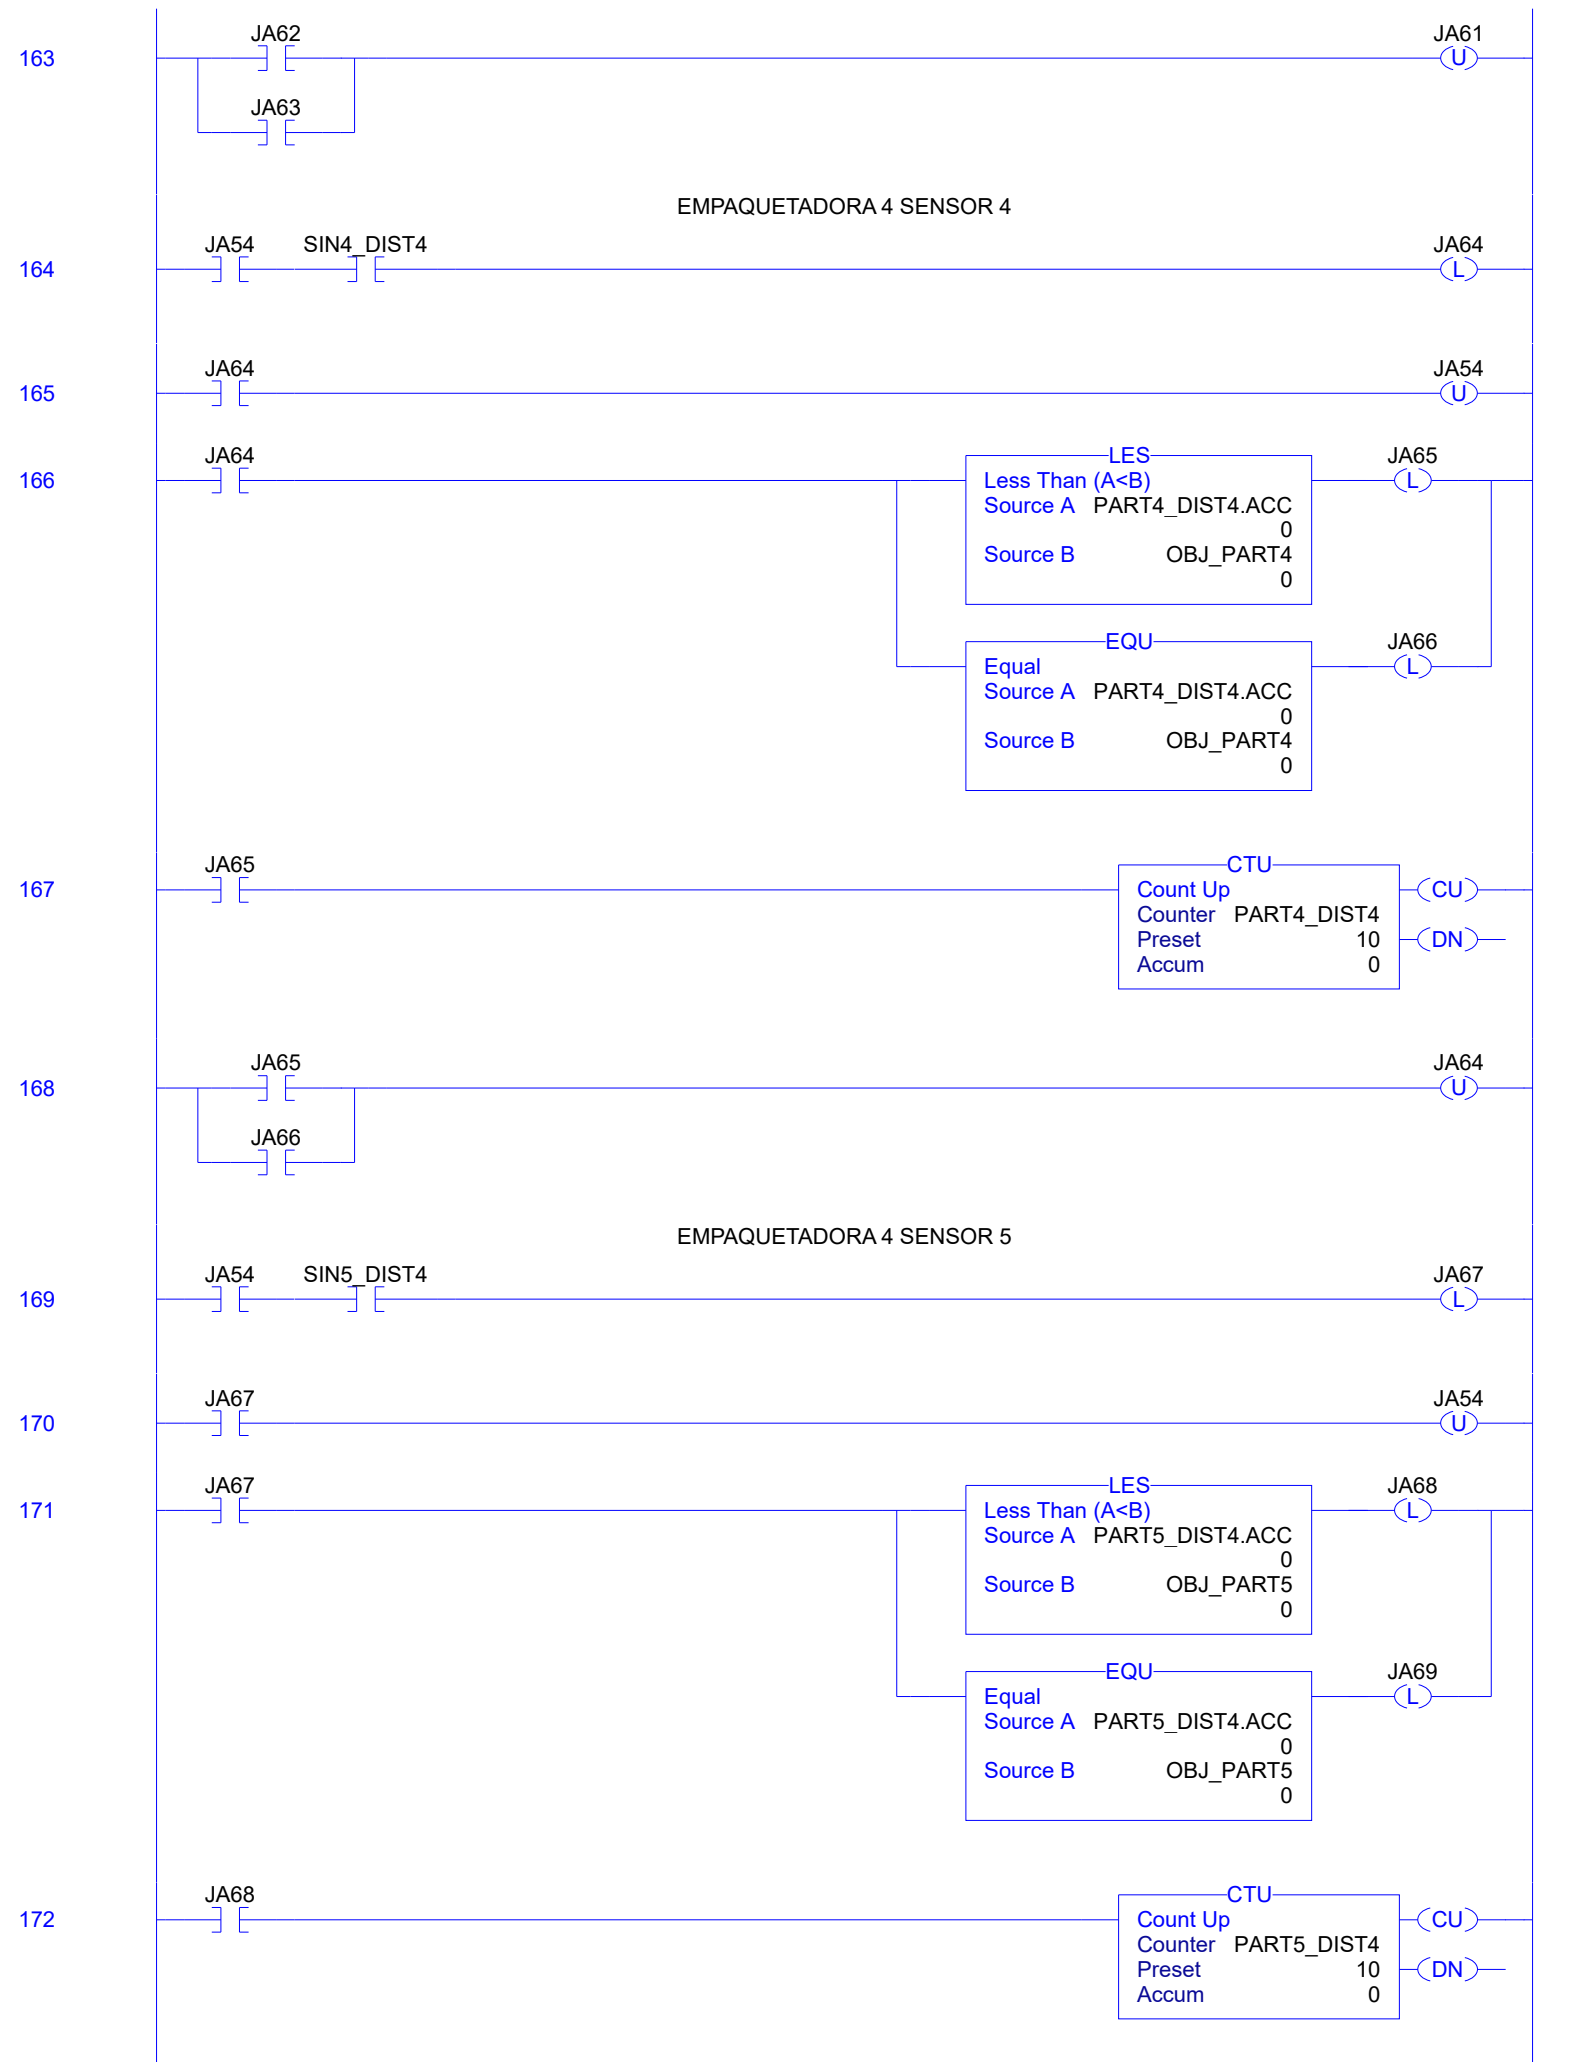 JA62
JA61
163
U
JA63
EMPAQUETADORA 4 SENSOR 4
JA54 SIN4_DIST4 JA64
164
L
JA64 JA54
165
U
JA64 LES JA65
166
Less Than (A<B)
L
Source A PART4_DIST4.ACC
0
Source B OBJ_PART4
0
EQU JA66
Equal
L
Source A PART4_DIST4.ACC
0
Source B OBJ_PART4
0
JA65 CTU
167
Count Up CU
Counter PART4_DIST4
Preset 10 DN
Accum 0
JA65 JA64
168
U
JA66
EMPAQUETADORA 4 SENSOR 5
JA54 SIN5_DIST4 JA67
169
L
JA67 JA54
170
U
JA67 LES JA68
171
Less Than (A<B)
L
Source A PART5_DIST4.ACC
0
Source B OBJ_PART5
0
EQU JA69
Equal
L
Source A PART5_DIST4.ACC
0
Source B OBJ_PART5
0
JA68 CTU
172
Count Up CU
Counter PART5_DIST4
Preset 10 DN
Accum 0